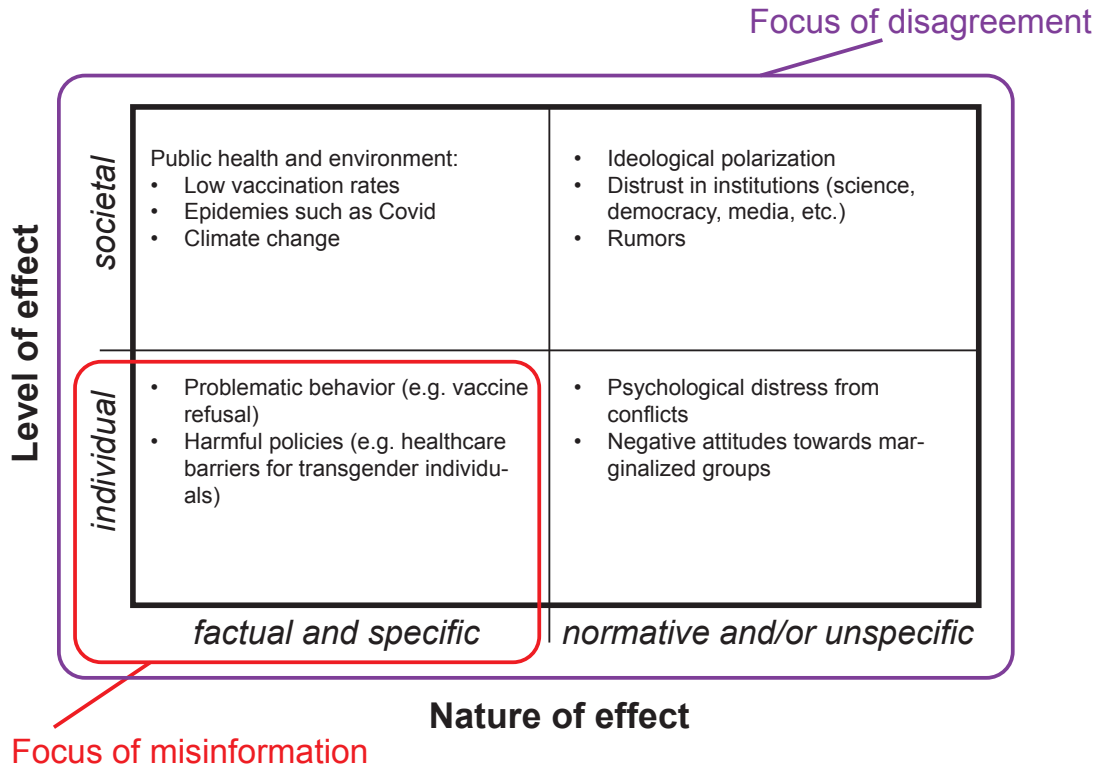 Focus of disagreement
Level of effect
societal
Public health and environment:
• Low vaccination rates
• Epidemies such as Covid
• Climate change
• Ideological polarization
• Distrust in institutions (science,
democracy, media, etc.)
• Rumors
individual
• Problematic behavior (e.g. vaccine
refusal)
• Harmful policies (e.g. healthcare
barriers for transgender individu-
als)
• Psychological distress from
conflicts
• Negative attitudes towards mar-
ginalized groups
factual and specific
normative and/or unspecific
Nature of effect
Focus of misinformation